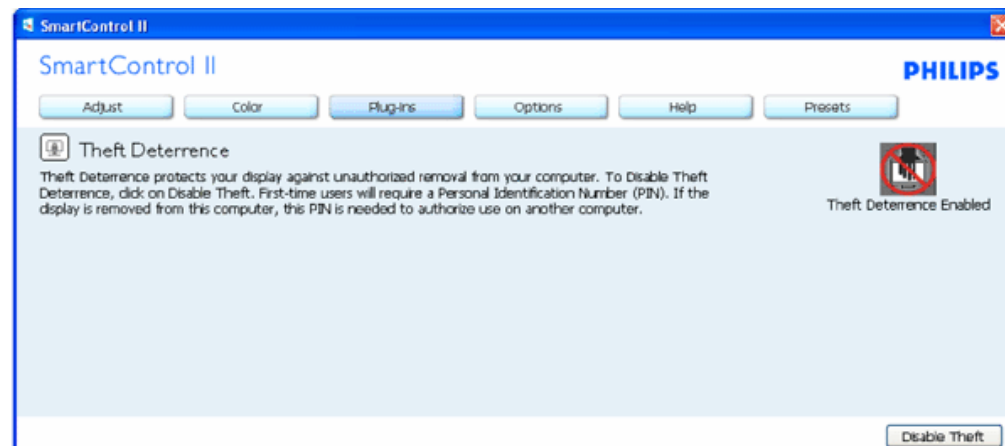 SmartControl II
SmartControl II
PHILIPS
Adjust Color Plug-Ins Options Help Presets
Theft Deterrence
Theft Deterrence protects your display against unauthorized removal from your computer. To Disable Theft
Deterrence, click on Disable Theft. First-time users will require a Personal Identification Number (PIN). If the
display is removed from this computer, this PIN is needed to authorize use on another computer.
Theft Deterrence Enabled
Disable Theft